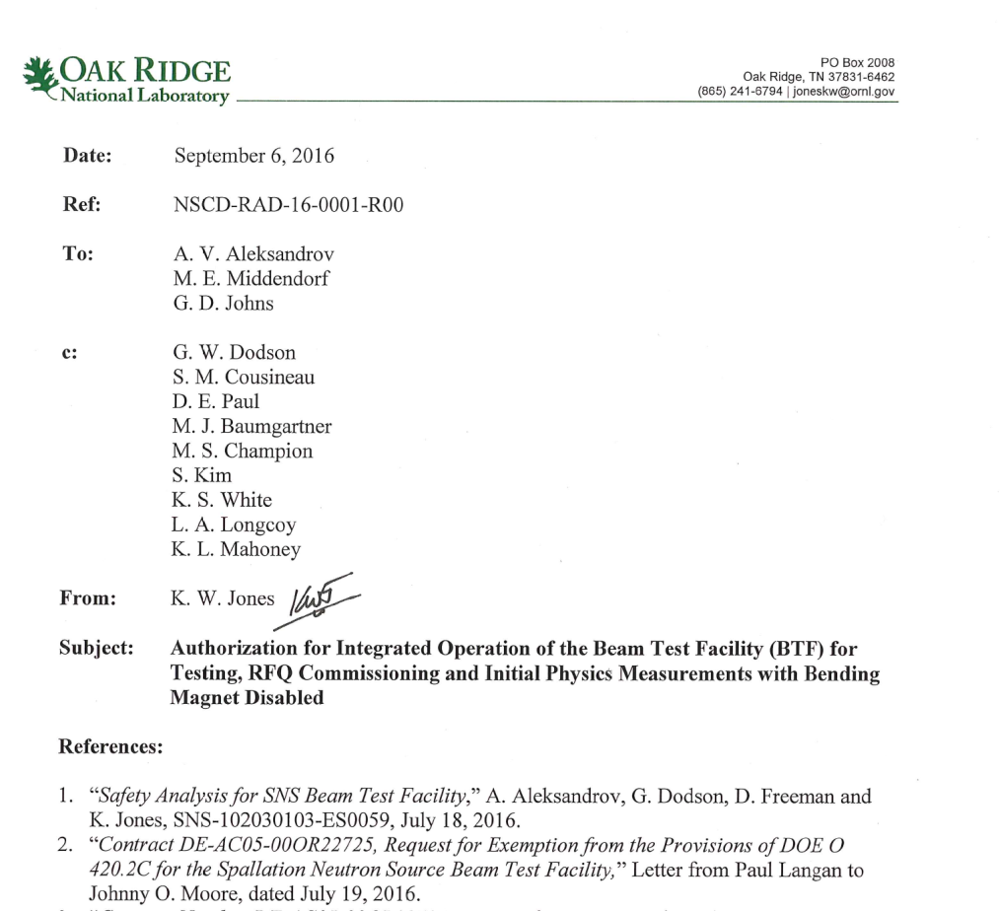 OAK RIDGE
National Laboratory
PO Box 2008
Oak Ridge, TN 37831-6462
(865) 241-6794 | joneskw@ornl.gov
Date: September 6, 2016
Ref: NSCD-RAD-16-0001-R00
To: A. V. Aleksandrov
M. E. Middendorf
G. D. Johns
c: G. W. Dodson
S. M. Cousineau
D. E. Paul
M. J. Baumgartner
M. S. Champion
S. Kim
K. S. White
L. A. Longcoy
K. L. Mahoney
From: K. W. Jones KWJ
Subject: Authorization for Integrated Operation of the Beam Test Facility (BTF) for
Testing, RFQ Commissioning and Initial Physics Measurements with Bending
Magnet Disabled
References:
1. “Safety Analysis for SNS Beam Test Facility,” A. Aleksandrov, G. Dodson, D. Freeman and
K. Jones, SNS-102030103-ES0059, July 18, 2016.
2. “Contract DE-AC05-00OR22725, Request for Exemption from the Provisions of DOE O
420.2C for the Spallation Neutron Source Beam Test Facility,” Letter from Paul Langan to
Johnny O. Moore, dated July 19, 2016.